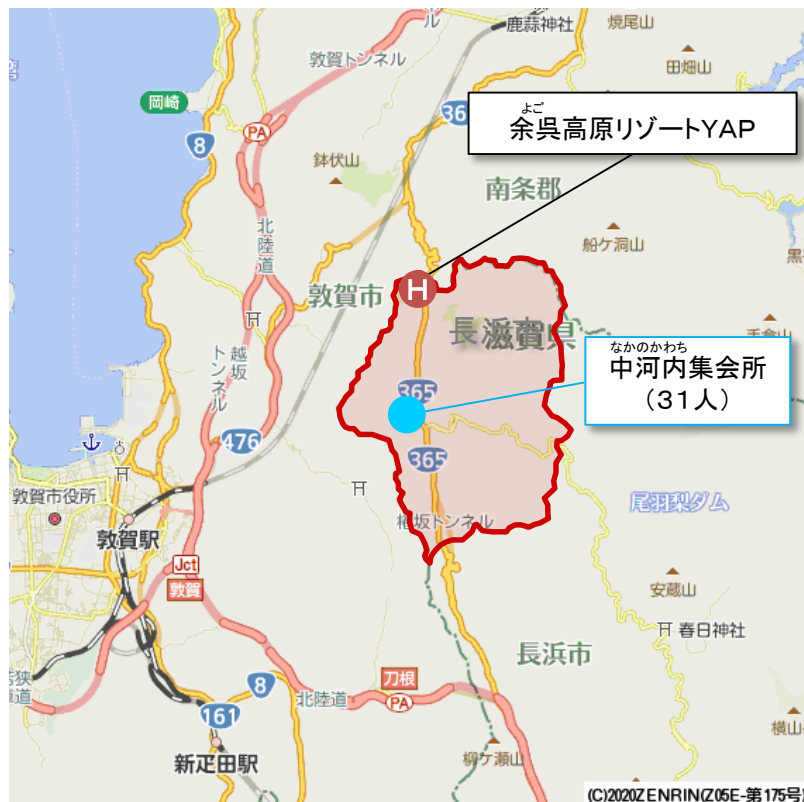 鹿蒜神社
焼尾山
敦賀トンネル
田畑山
岡崎
8
PA
よご
余呉高原リゾートYAP
鉢伏山
南条郡
北陸道
船ケ洞山
敦賀市
H
長浜市
滋賀県
越坂
トンネル
なかのかわち
中河内集会所
(31人)
365
476
365
敦賀市役所
尾羽梨ダム
椿坂トンネル
敦賀駅
Jct
敦賀
安蔵山
春日神社
長浜市
刀根
8
北陸道
PA
161
柳ケ瀬山
新疋田駅
(C)2020ZENRIN(Z05E-第175号)